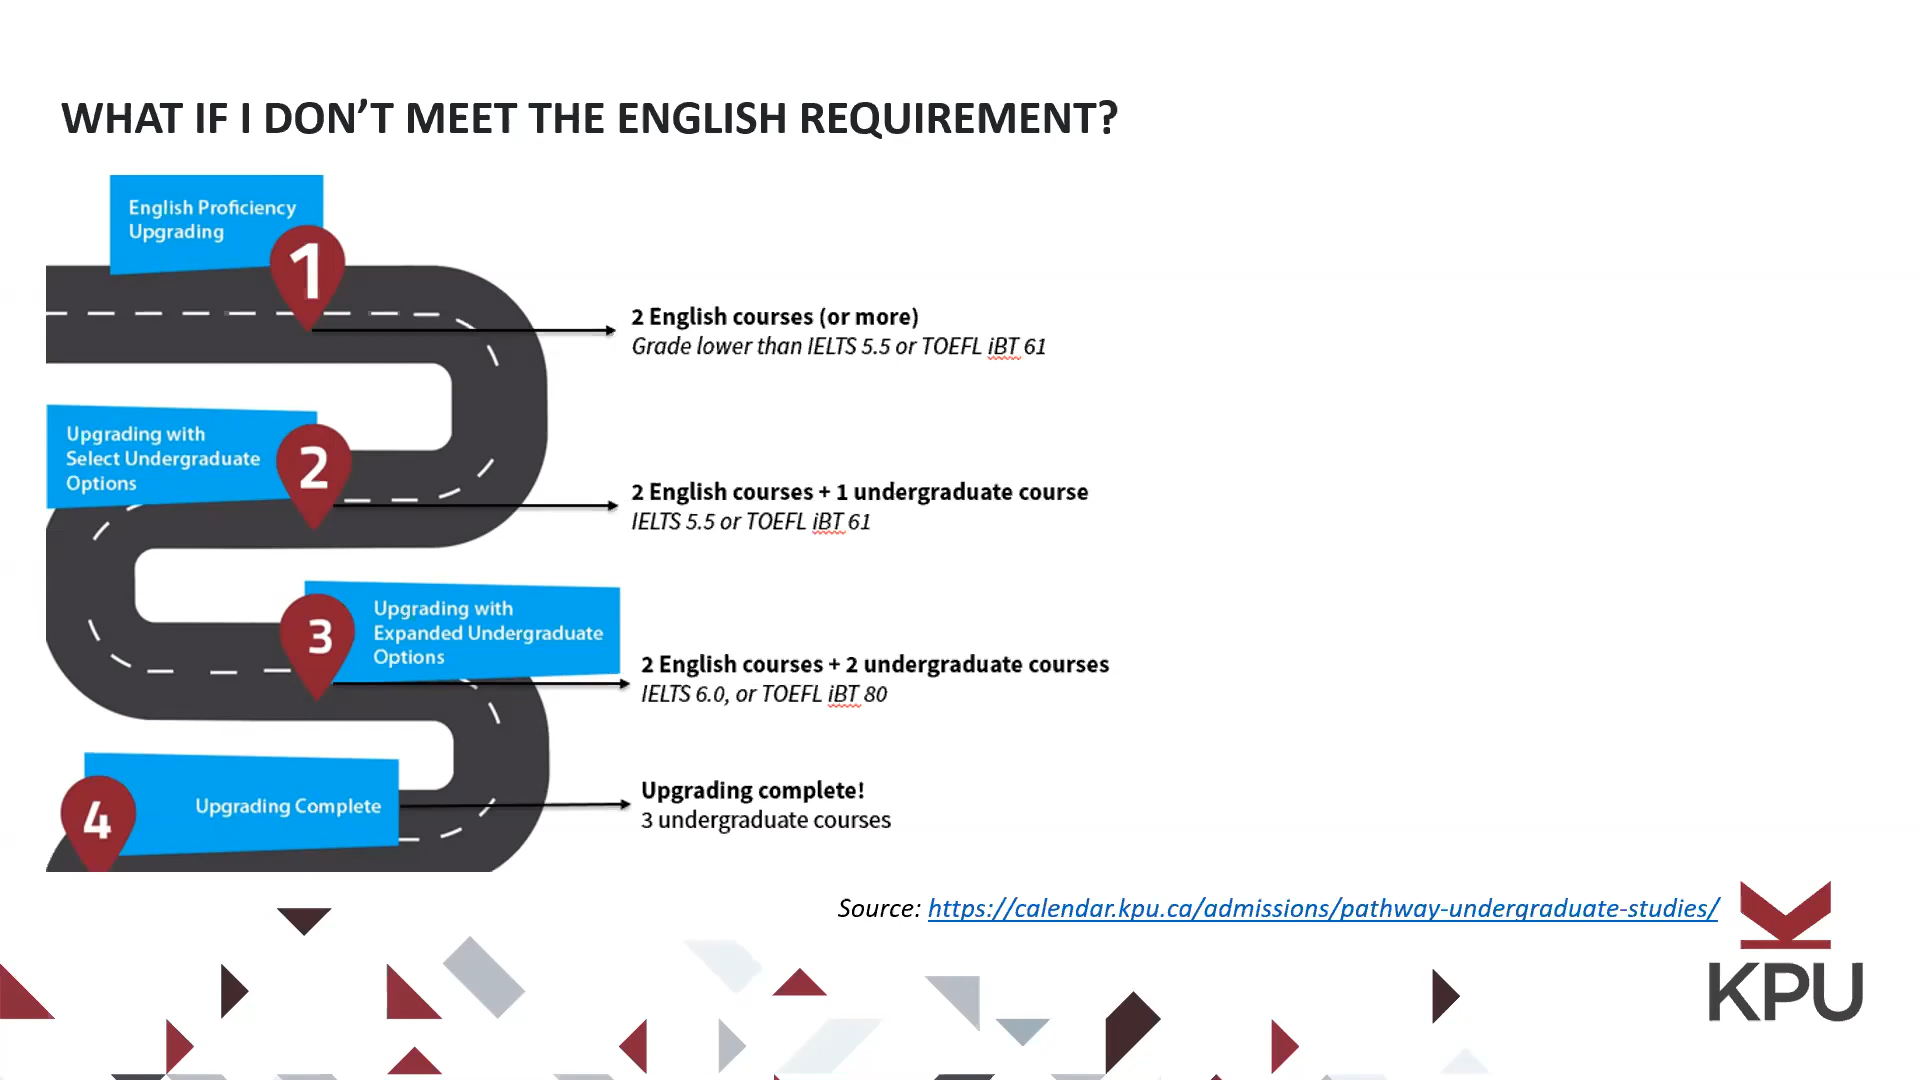 WHAT IF I DON'T MEET THE ENGLISH REQUIREMENT?
English Proficiency
Upgrading
1
2 English courses (or more)
Grade lower than IELTS 5.5 or TOEFL iBT 61
Upgrading with
Select Undergraduate
Options
2
2 English courses + 1 undergraduate course
IELTS 5.5 or TOEFL iBT 61
3
Upgrading with
Expanded Undergraduate
Options
2 English courses + 2 undergraduate courses
IELTS 6.0, or TOEFL iBT 80
4
Upgrading Complete
Upgrading complete!
3 undergraduate courses
Source: https://calendar.kpu.ca/admissions/pathway-undergraduate-studies/
KPU